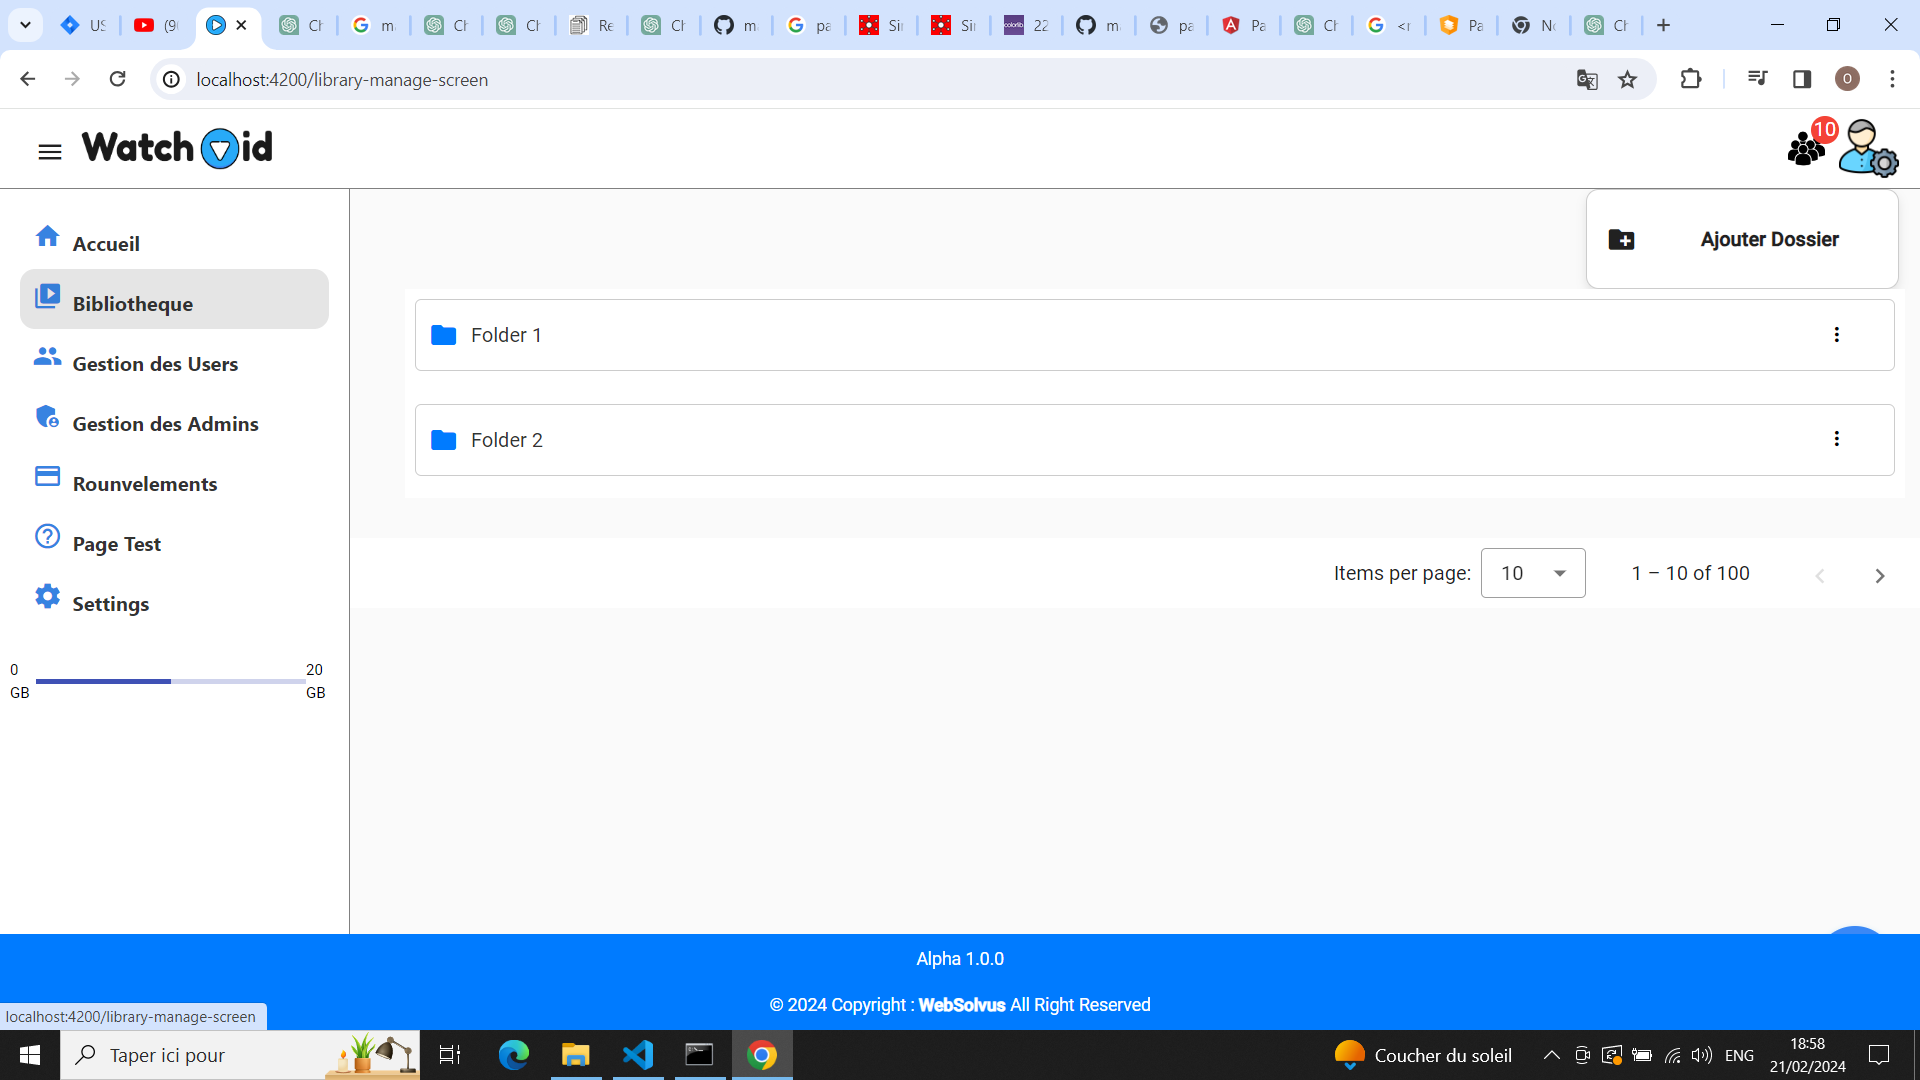 US
(9
Ch
m
Ch
Ch
Re
Ch
m
pa
Sir
Sir
22
m
pa
Pa
Ch
<r
Pa
No
Ch
localhost:4200/library-manage-screen
O
Watch id
10
Accueil
Bibliotheque
Gestion des Users
Gestion des Admins
Rounvelements
Page Test
Settings
0 GB
20 GB
Ajouter Dossier
Folder 1
Folder 2
Items per page: 10 1 – 10 of 100
Alpha 1.0.0
© 2024 Copyright : WebSolvus All Right Reserved
localhost:4200/library-manage-screen
Taper ici pour
Coucher du soleil
ENG
18:58
21/02/2024